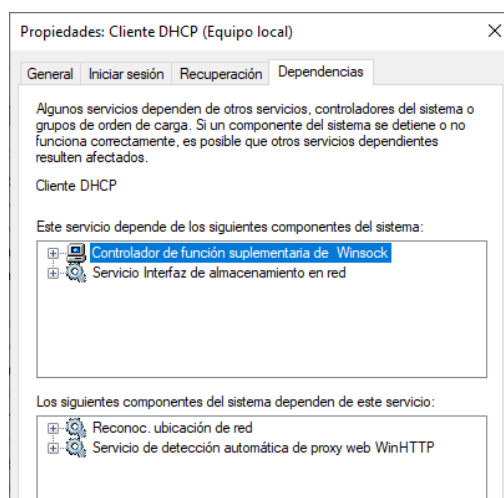 Propiedades: Cliente DHCP (Equipo local)
General Iniciar sesión Recuperación Dependencias
Algunos servicios dependen de otros servicios, controladores del sistema o
grupos de orden de carga. Si un componente del sistema se detiene o no
funciona correctamente, es posible que otros servicios dependientes
resulten afectados.
Cliente DHCP
Este servicio depende de los siguientes componentes del sistema:
Controlador de función suplementaria de Winsock
Servicio Interfaz de almacenamiento en red
Los siguientes componentes del sistema dependen de este servicio:
Reconoc. ubicación de red
Servicio de detección automática de proxy web WinHTTP